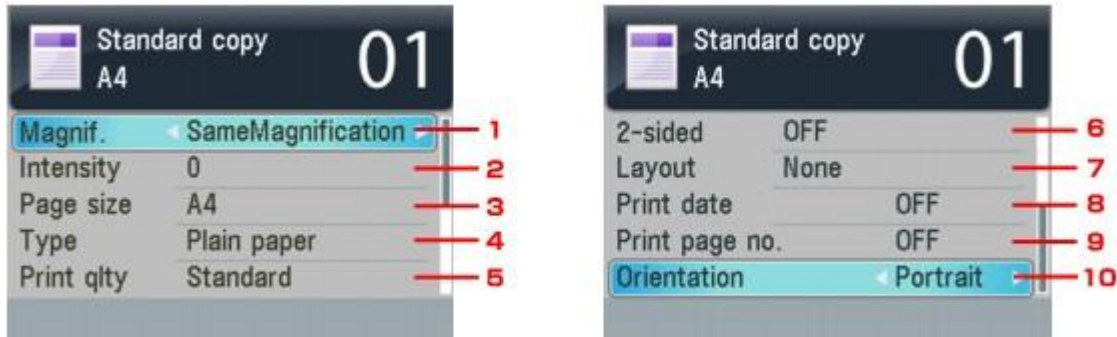 Standard copy
A4
01
Magnif. SameMagnification 1
Intensity 0 2
Page size A4 3
Type Plain paper 4
Print qlty Standard 5
Standard copy
A4
01
2-sided OFF 6
Layout None 7
Print date OFF 8
Print page no. OFF 9
Orientation Portrait 10